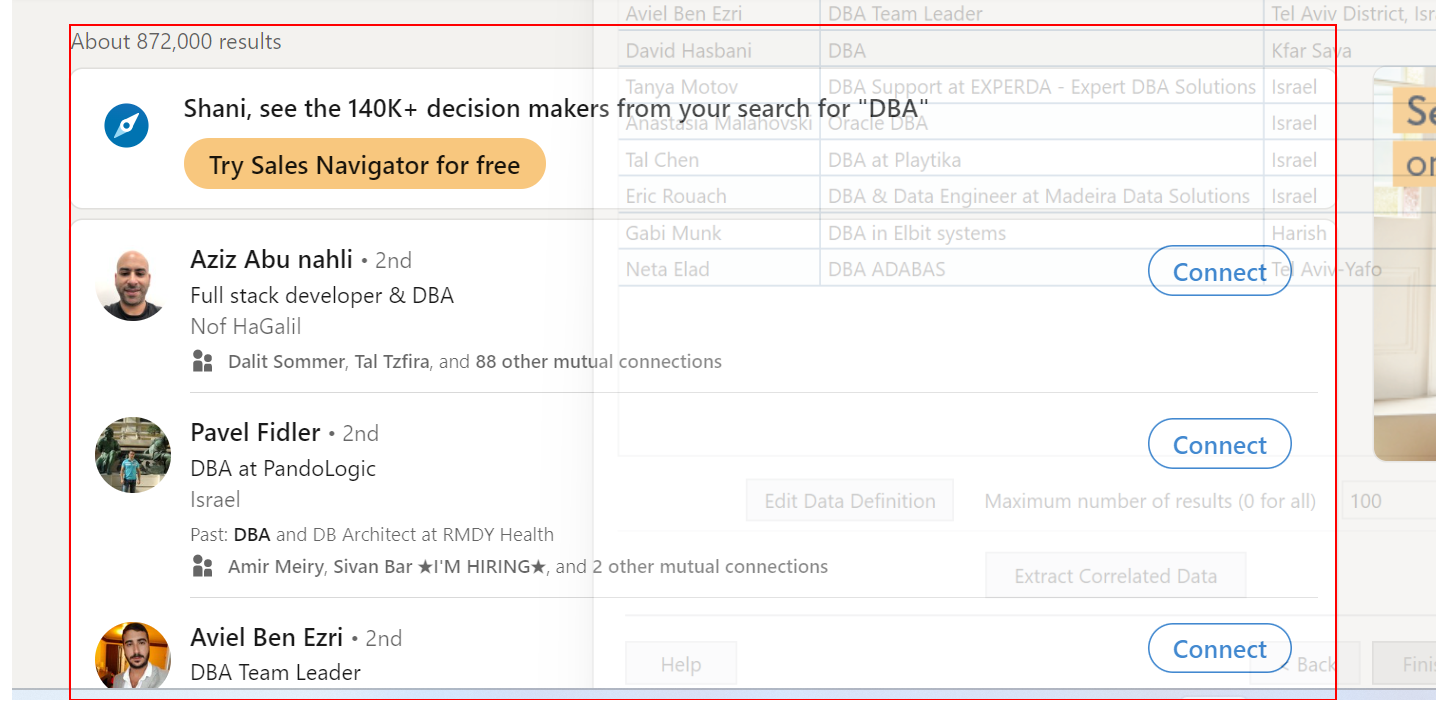 Aviel Ben Ezri DBA Team Leader Tel Aviv District, Isr
About 872,000 results
David Hasbani DBA Kfar Sava
Tanya Motov DBA Support at EXPERDA - Expert DBA Solutions Israel
Shani, see the 140K+ decision makers from your search for "DBA"
Anastasia Malahovski Oracle DBA Israel
Se
Try Sales Navigator for free
Tal Chen DBA at Playtika Israel
on
Eric Rouach DBA & Data Engineer at Madeira Data Solutions Israel
Gabi Munk DBA in Elbit systems Harish
Neta Elad DBA ADABAS Tel Aviv-Yafo
Aziz Abu nahli • 2nd
Connect
Full stack developer & DBA
Nof HaGalil
Dalit Sommer, Tal Tzfira, and 88 other mutual connections
Pavel Fidler • 2nd
Connect
DBA at PandoLogic
Israel
Edit Data Definition Maximum number of results (0 for all) 100
Past: DBA and DB Architect at RMDY Health
Amir Meiry, Sivan Bar ★I'M HIRING★, and 2 other mutual connections
Extract Correlated Data
Aviel Ben Ezri • 2nd
Connect
DBA Team Leader
Help < Back Finis